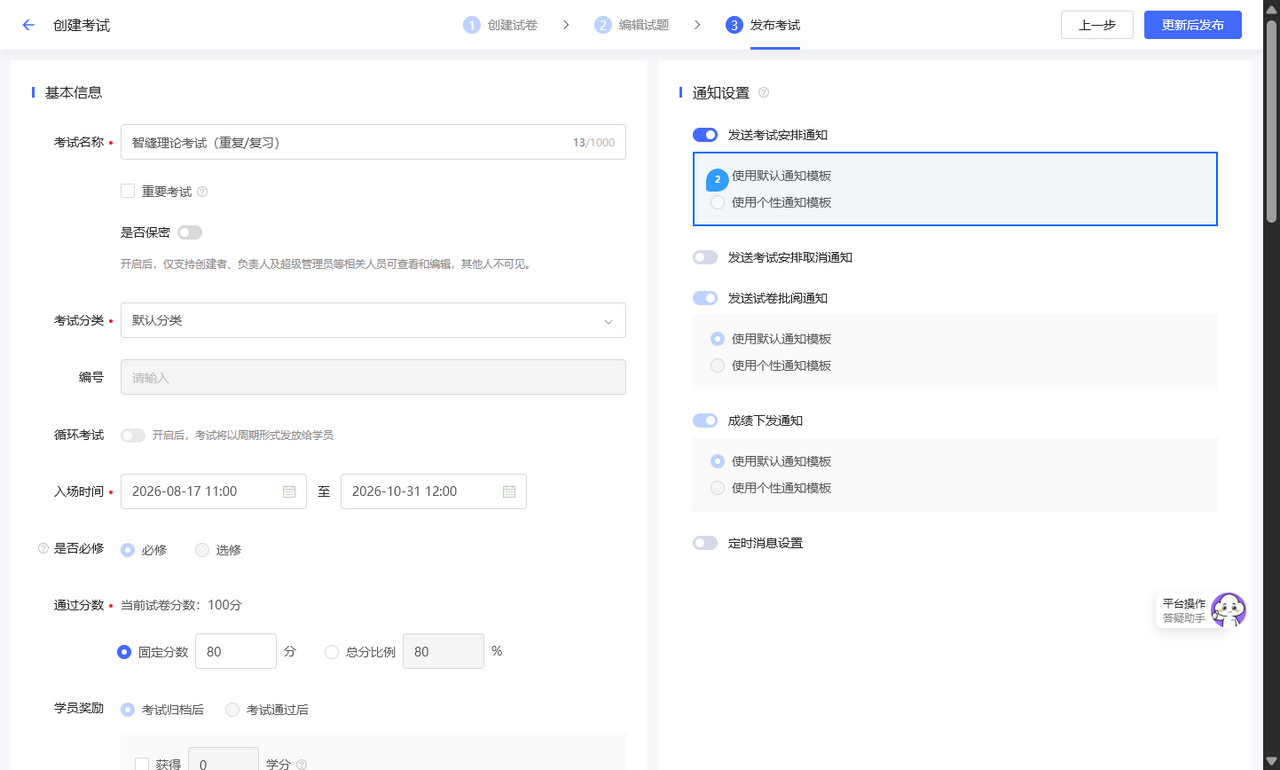 创建考试
1 创建试卷
2 编辑试题
3 发布考试
上一步
更新后发布
基本信息
考试名称
智缝理论考试（重复/复习）
13/1000
重要考试
是否保密
开启后，仅支持创建者、负责人及超级管理员等相关人员可查看和编辑，其他人不可见。
考试分类
默认分类
编号
请输入
循环考试
开启后，考试将以周期形式发放给学员
入场时间
2026-08-17 11:00 至 2026-10-31 12:00
是否必修
必修 选修
通过分数
当前试卷分数：100分
固定分数 80 分 总分比例 80 %
学员奖励
考试归档后 考试通过后
获得 0 学分
通知设置
发送考试安排通知
2
使用默认通知模板
使用个性通知模板
发送考试安排取消通知
发送试卷批阅通知
使用默认通知模板
使用个性通知模板
成绩下发通知
使用默认通知模板
使用个性通知模板
定时消息设置
平台操作
答疑助手